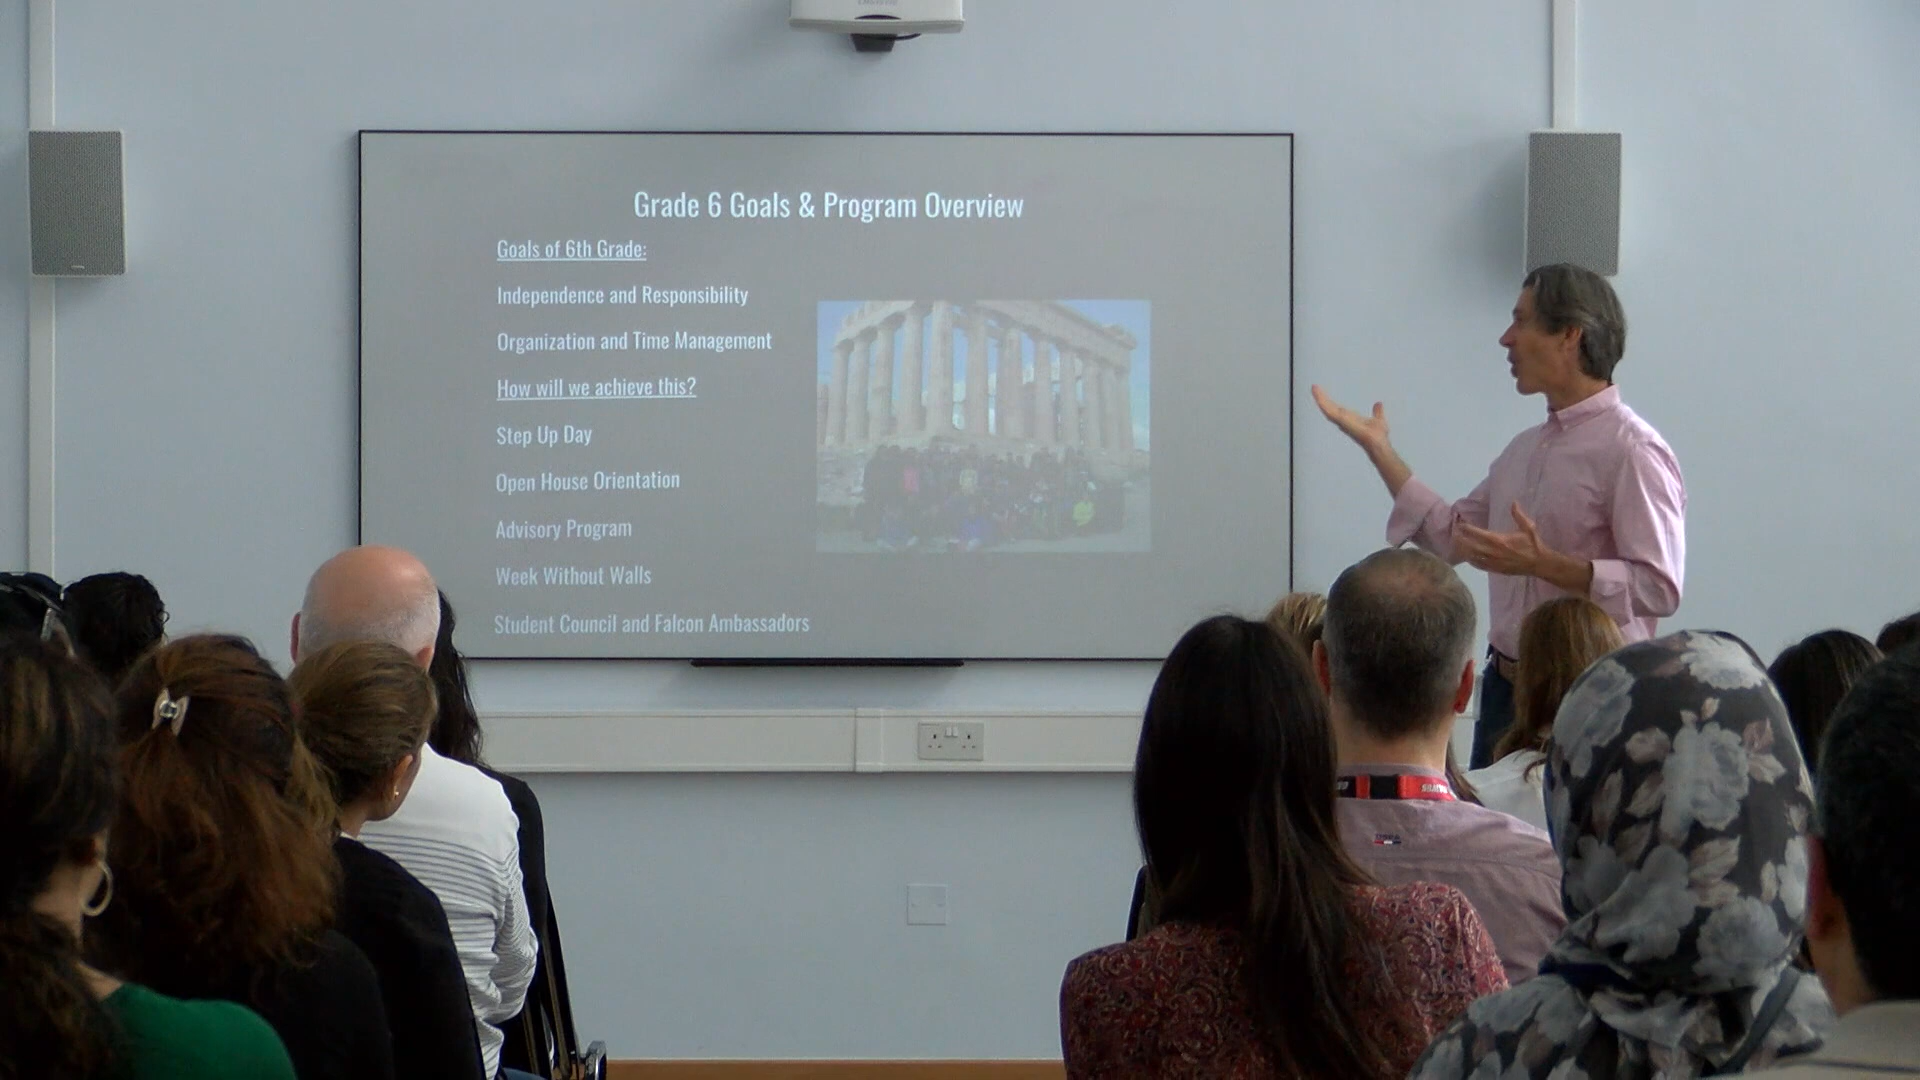 Grade 6 Goals & Program Overview
Goals of 6th Grade:
Independence and Responsibility
Organization and Time Management
How will we achieve this?
Step Up Day
Open House Orientation
Advisory Program
Week Without Walls
Student Council and Falcon Ambassadors